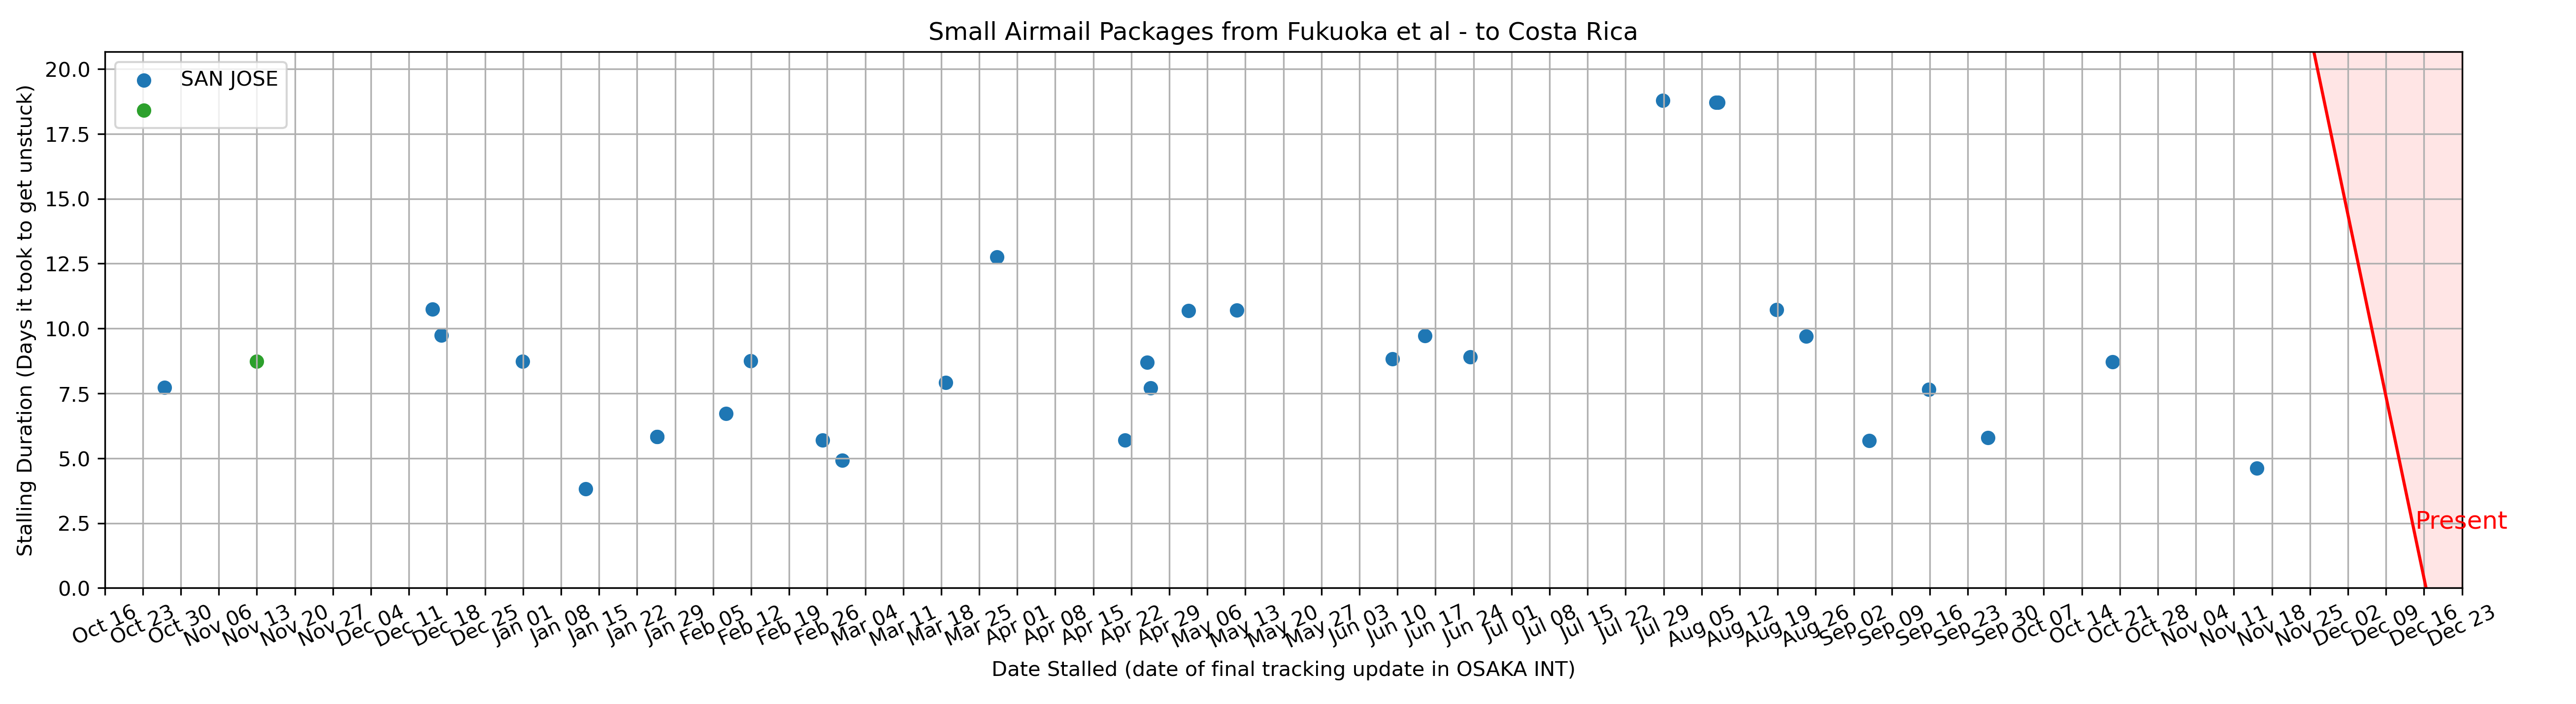 Small Airmail Packages from Fukuoka et al - to Costa Rica
SAN JOSE
Stalling Duration (Days it took to get unstuck)
20.0
17.5
15.0
12.5
10.0
7.5
5.0
2.5
0.0
Present
Oct 16
Oct 23
Oct 30
Nov 06
Nov 13
Nov 20
Nov 27
Dec 04
Dec 11
Dec 18
Dec 25
Jan 01
Jan 08
Jan 15
Jan 22
Jan 29
Feb 05
Feb 12
Feb 19
Feb 26
Mar 04
Mar 11
Mar 18
Mar 25
Apr 01
Apr 08
Apr 15
Apr 22
Apr 29
May 06
May 13
May 20
May 27
Jun 03
Jun 10
Jun 17
Jun 24
Jul 01
Jul 08
Jul 15
Jul 22
Jul 29
Aug 05
Aug 12
Aug 19
Aug 26
Sep 02
Sep 09
Sep 16
Sep 23
Sep 30
Oct 07
Oct 14
Oct 21
Oct 28
Nov 04
Nov 11
Nov 18
Nov 25
Dec 02
Dec 09
Dec 16
Dec 23
Date Stalled (date of final tracking update in OSAKA INT)